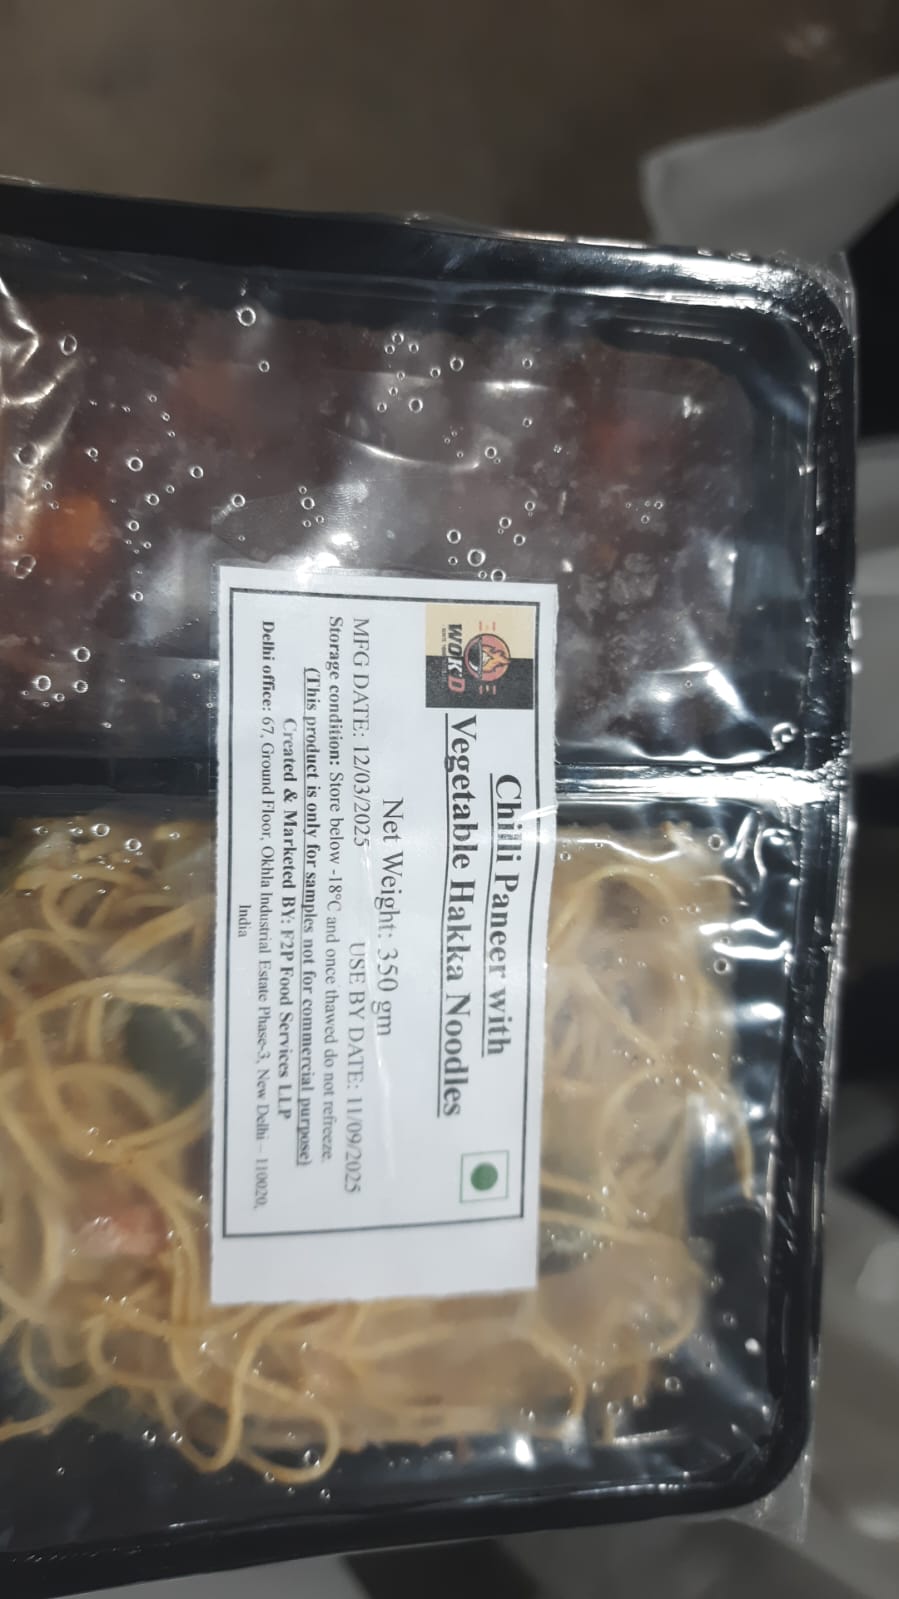 WOK'D
Chilli Paneer with
Vegetable Hakka Noodles
Net Weight: 350 gm
MFG DATE: 12/03/2025 USE BY DATE: 11/09/2025
Storage condition: Store below -18°C and once thawed do not refreeze.
(This product is only for samples not for commercial purpose)
Created & Marketed BY: F2P Food Services LLP
Delhi office: 67, Ground Floor, Okhla Industrial Estate Phase-3, New Delhi – 110020,
India